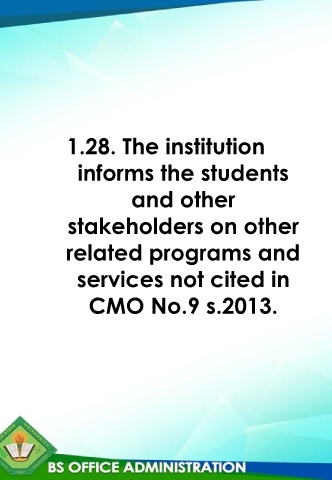 1.28. The institution
informs the students
and other
stakeholders on other
related programs and
services not cited in
CMO No.9 s.2013.
BS OFFICE ADMINISTRATION